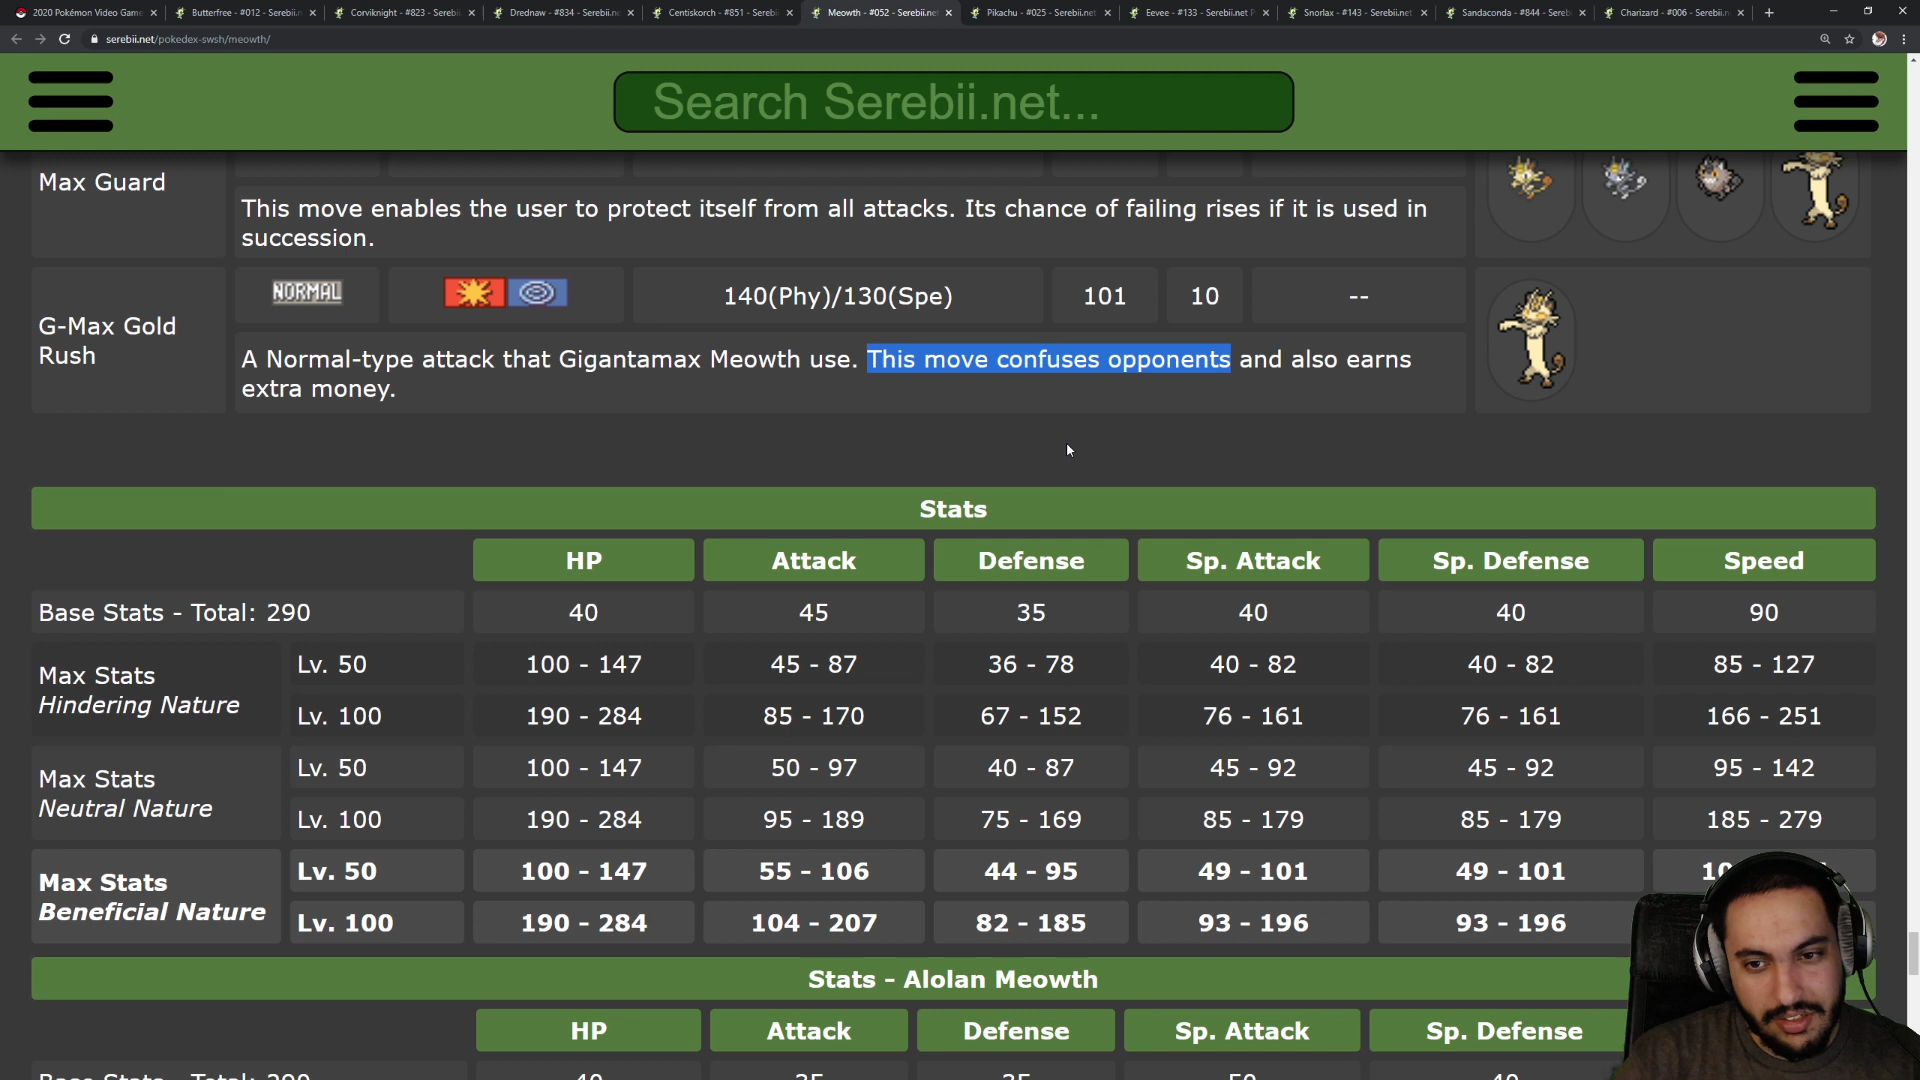 2020 Pokémon Video Game
Butterfree - #012 - Serebii.n
Corviknight - #823 - Serebii
Drednaw - #834 - Serebii.n
Centiskorch - #851 - Serebi
Meowth - #052 - Serebii.net
Pikachu - #025 - Serebii.net
Eevee - #133 - Serebii.net P
Snorlax - #143 - Serebii.net
Sandaconda - #844 - Sereb
Charizard - #006 - Serebii.n
serebii.net/pokedex-swsh/meowth/
Search Serebii.net...
Max Guard
This move enables the user to protect itself from all attacks. Its chance of failing rises if it is used in
succession.
G-Max Gold
Rush
NORMAL
140(Phy)/130(Spe) 101 10 --
A Normal-type attack that Gigantamax Meowth use. This move confuses opponents and also earns
extra money.
Stats
HP Attack Defense Sp. Attack Sp. Defense Speed
Base Stats - Total: 290 40 45 35 40 40 90
Max Stats
Hindering Nature
Lv. 50 100 - 147 45 - 87 36 - 78 40 - 82 40 - 82 85 - 127
Lv. 100 190 - 284 85 - 170 67 - 152 76 - 161 76 - 161 166 - 251
Max Stats
Neutral Nature
Lv. 50 100 - 147 50 - 97 40 - 87 45 - 92 45 - 92 95 - 142
Lv. 100 190 - 284 95 - 189 75 - 169 85 - 179 85 - 179 185 - 279
Max Stats
Beneficial Nature
Lv. 50 100 - 147 55 - 106 44 - 95 49 - 101 49 - 101
Lv. 100 190 - 284 104 - 207 82 - 185 93 - 196 93 - 196
Stats - Alolan Meowth
HP Attack Defense Sp. Attack Sp. Defense
Base Stats - Total: 290 40 35 35 50 40